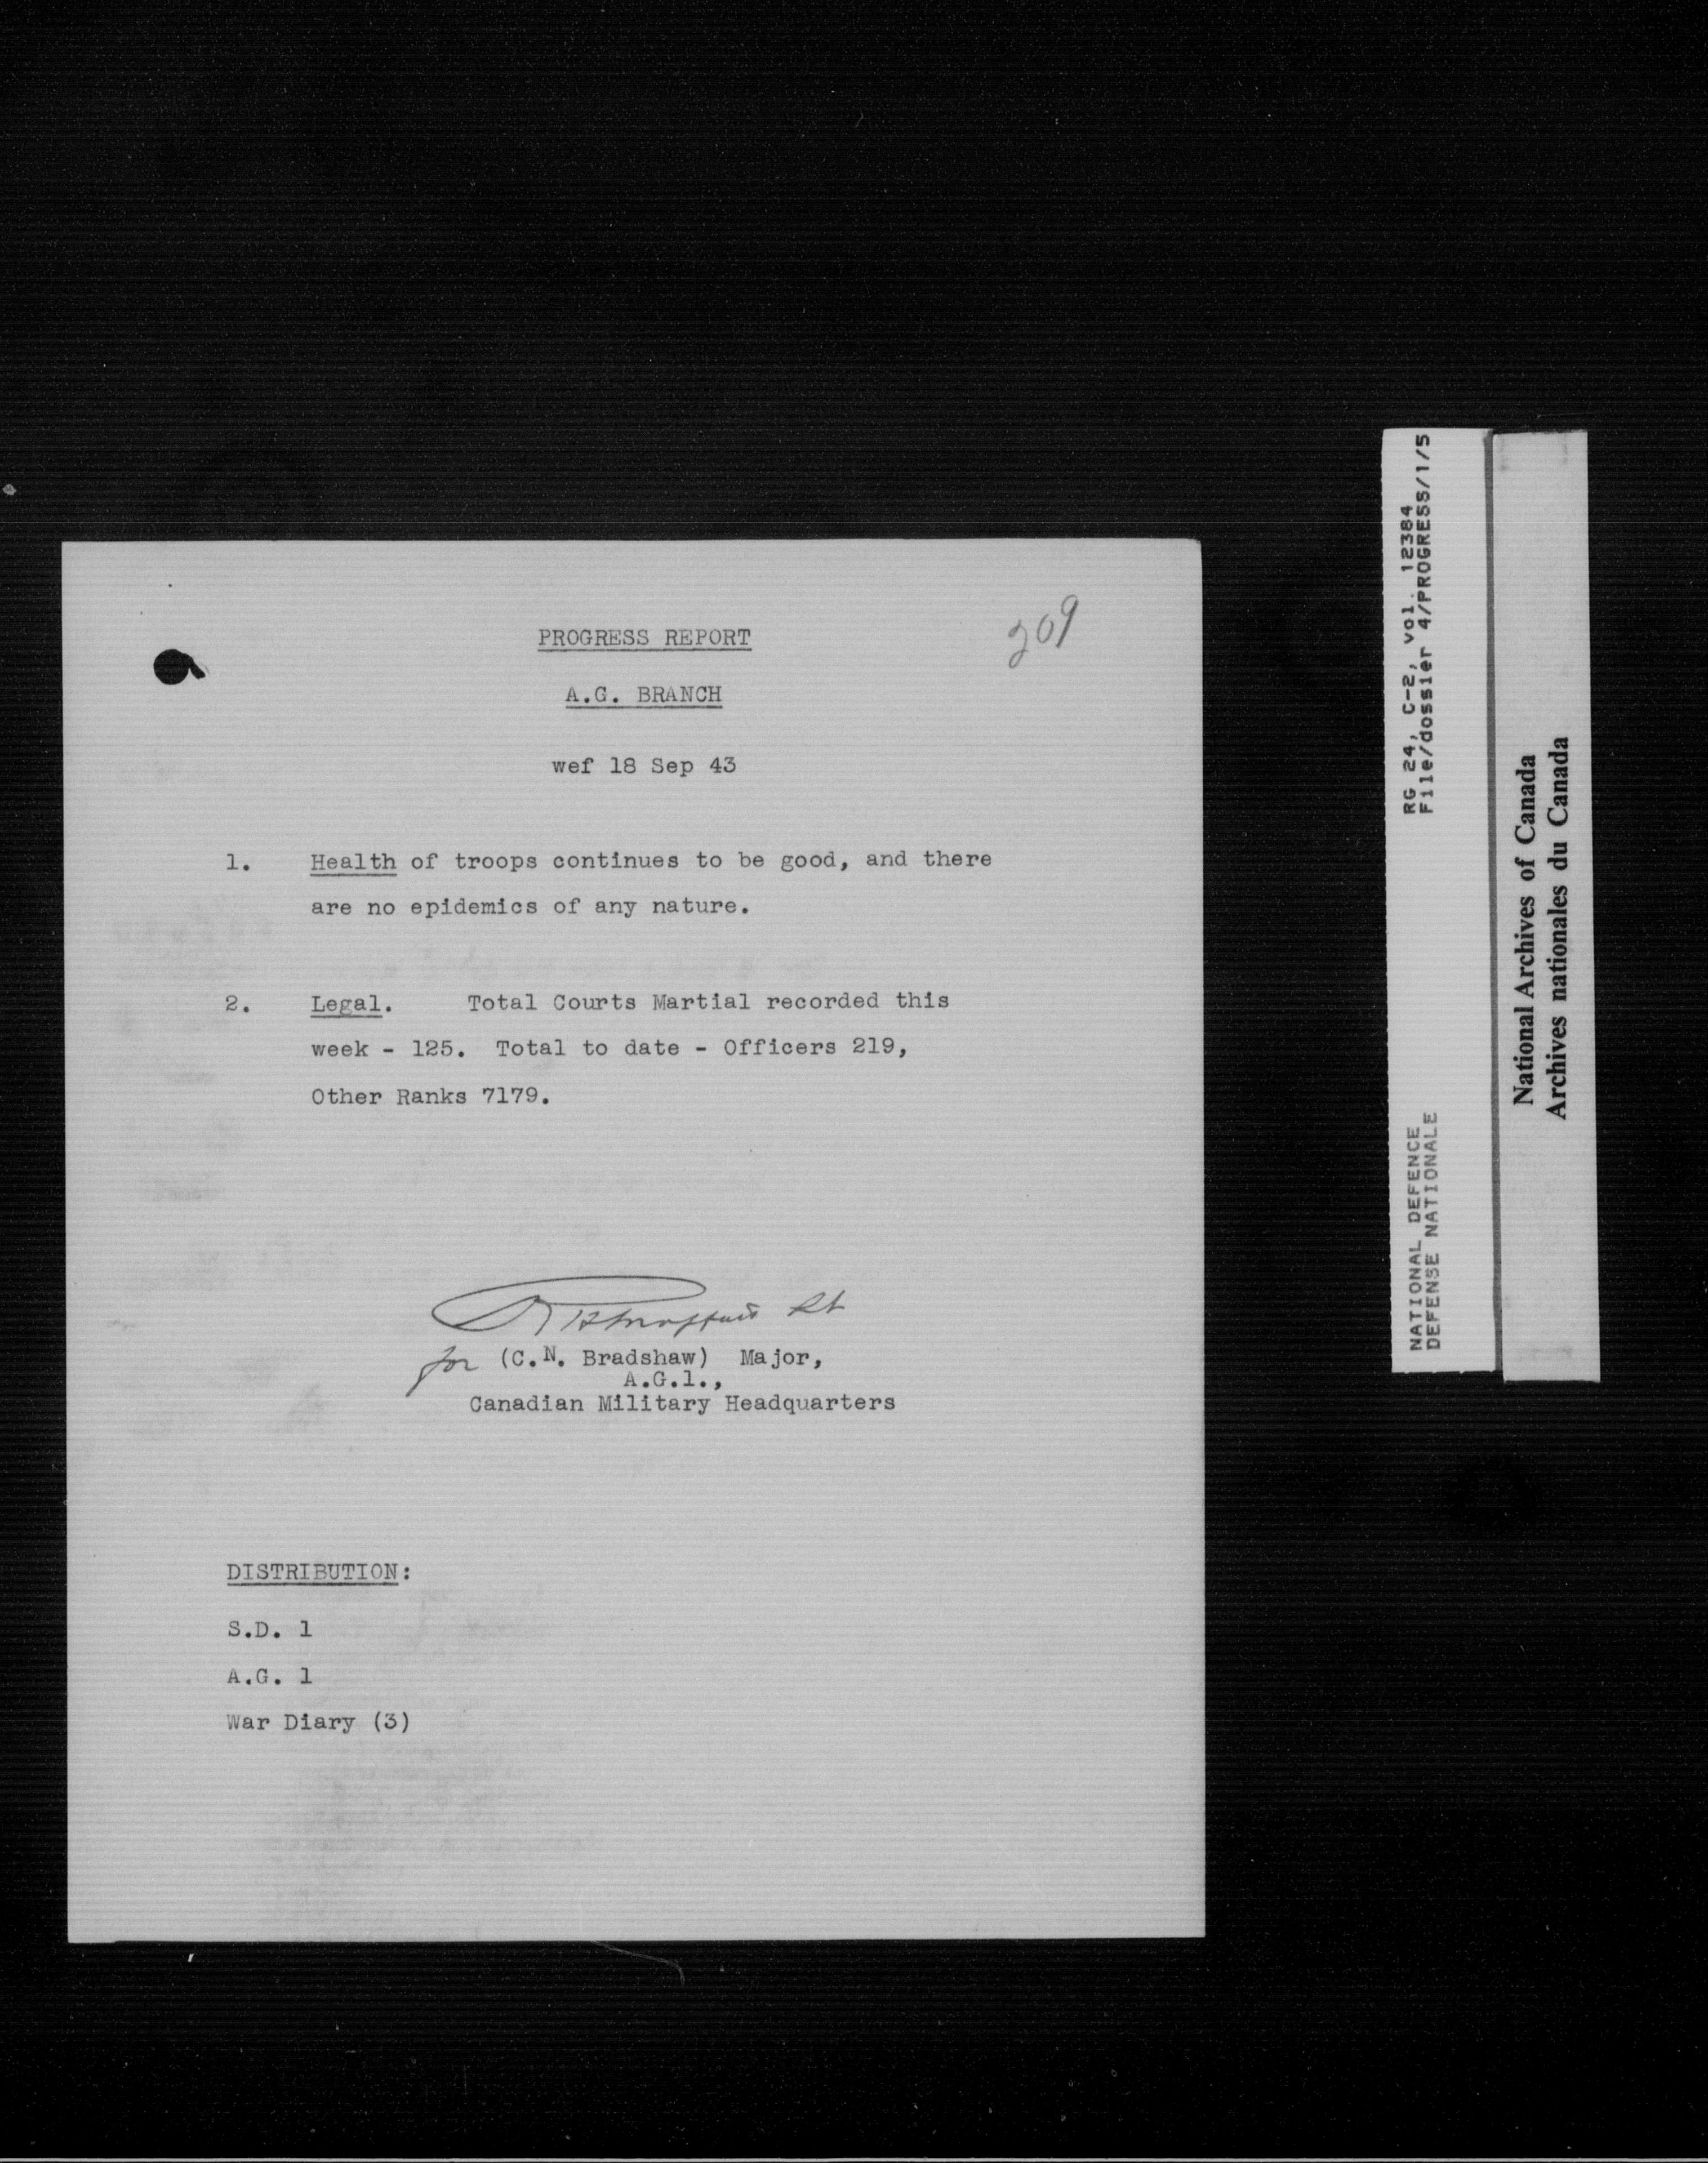 209
PROGRESS REPORT
A.G. BRANCH
wef 18 Sep 43
1. Health of troops continues to be good, and there
are no epidemics of any nature.
2. Legal. Total Courts Martial recorded this
week - 125. Total to date - Officers 219,
Other Ranks 7179.
Lt
for (C.N. Bradshaw) Major,
A.G.1.,
Canadian Military Headquarters
DISTRIBUTION:
S.D. 1
A.G. 1
War Diary (3)
RG 24, C-2, vol. 12384
File/dossier 4/PROGRESS/1/5
NATIONAL DEFENCE
DEFENSE NATIONALE
National Archives of Canada
Archives nationales du Canada